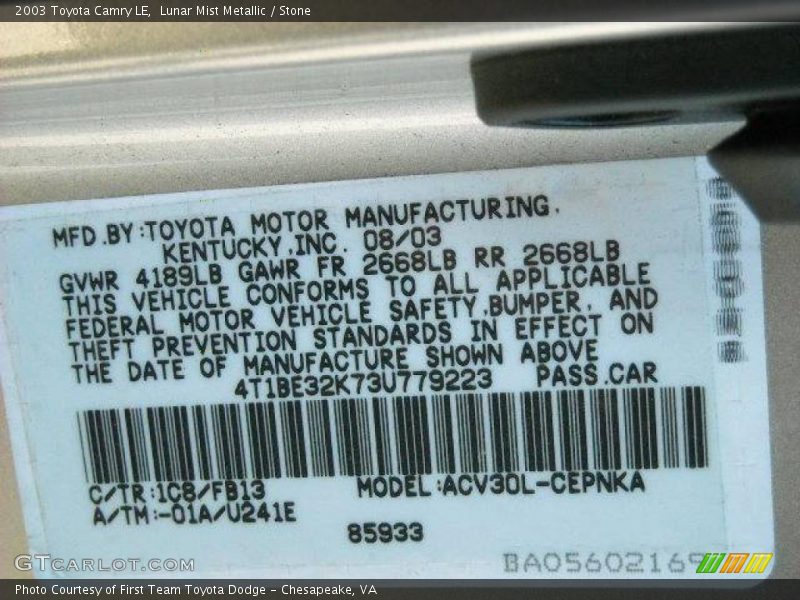 2003 Toyota Camry LE,  Lunar Mist Metallic / Stone
MFD.BY:TOYOTA MOTOR MANUFACTURING,
KENTUCKY,INC. 08/03
GVWR 4189LB GAWR FR 2668LB RR 2668LB
THIS VEHICLE CONFORMS TO ALL APPLICABLE
FEDERAL MOTOR VEHICLE SAFETY,BUMPER, AND
THEFT PREVENTION STANDARDS IN EFFECT ON
THE DATE OF MANUFACTURE SHOWN ABOVE
4T1BE32K73U779223 PASS.CAR
C/TR:1C8/FB13 MODEL:ACV30L-CEPNKA
A/TM:-01A/U241E
85933
GTCARLOT.COM
Photo Courtesy of First Team Toyota Dodge - Chesapeake, VA